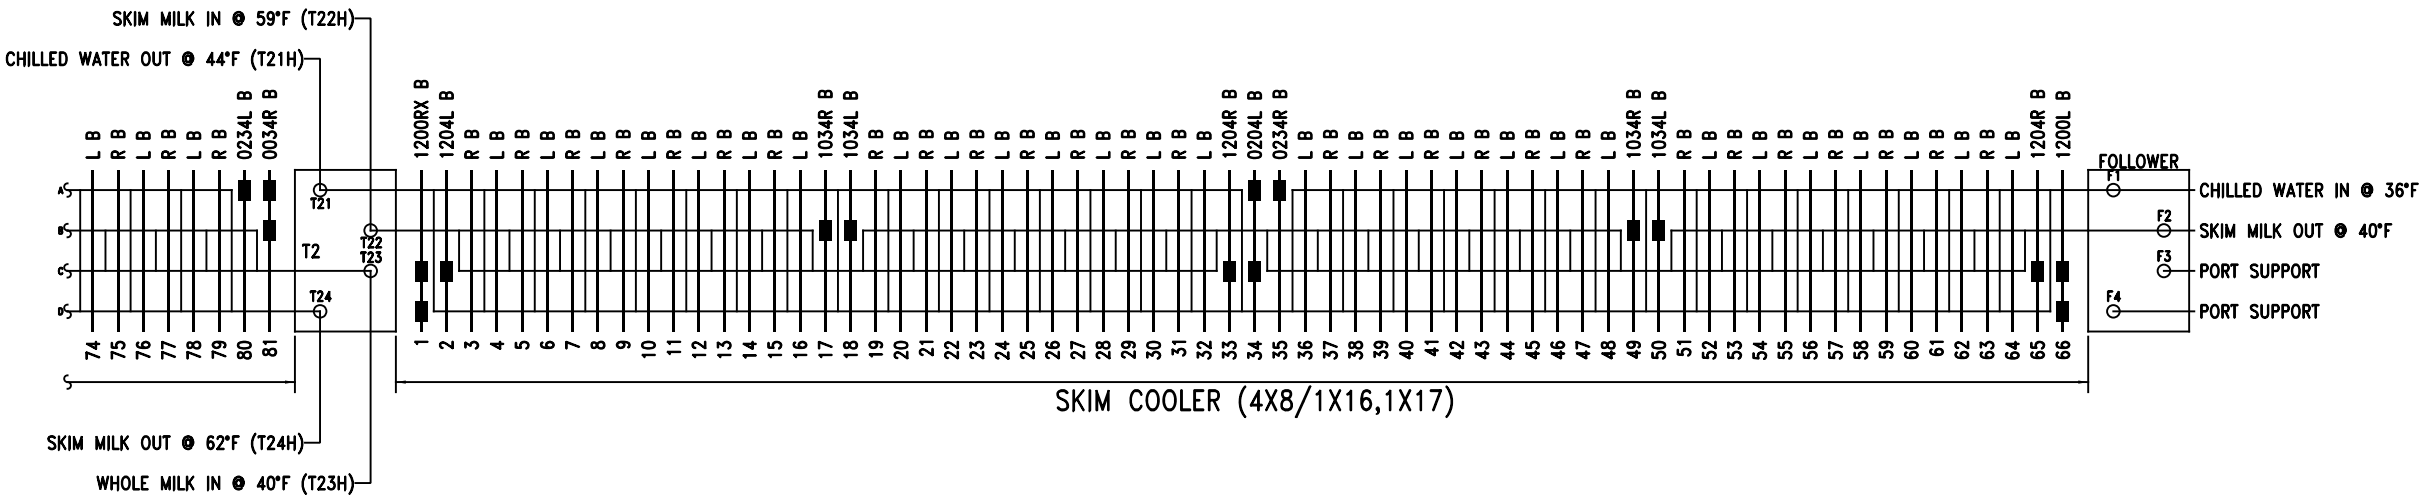 SKIM MILK IN @ 59°F (T22H)
CHILLED WATER OUT @ 44°F (T21H)
L B
R B
L B
R B
L B
R B
0234L B
0034R B
1200RX B
1204L B
R B
L B
R B
L B
R B
L B
R B
L B
R B
L B
R B
L B
R B
L B
1034R B
1034L B
R B
L B
R B
L B
R B
L B
R B
L B
R B
L B
R B
L B
R B
L B
1204R B
0204L B
0234R B
L B
R B
L B
R B
L B
R B
L B
R B
L B
R B
L B
R B
L B
1034R B
1034L B
R B
L B
R B
L B
R B
L B
R B
L B
R B
L B
R B
L B
R B
L B
1204R B
1200L B
FOLLOWER
A
B
C
D
T21
T22
T23
T2
T24
F1
F2
F3
F4
CHILLED WATER IN @ 36°F
SKIM MILK OUT @ 40°F
PORT SUPPORT
PORT SUPPORT
74 75 76 77 78 79 80 81
1 2 3 4 5 6 7 8 9 10 11 12 13 14 15 16 17 18 19 20 21 22 23 24 25 26 27 28 29 30 31 32 33 34 35 36 37 38 39 40 41 42 43 44 45 46 47 48 49 50 51 52 53 54 55 56 57 58 59 60 61 62 63 64 65 66
SKIM COOLER (4X8/1X16,1X17)
SKIM MILK OUT @ 62°F (T24H)
WHOLE MILK IN @ 40°F (T23H)